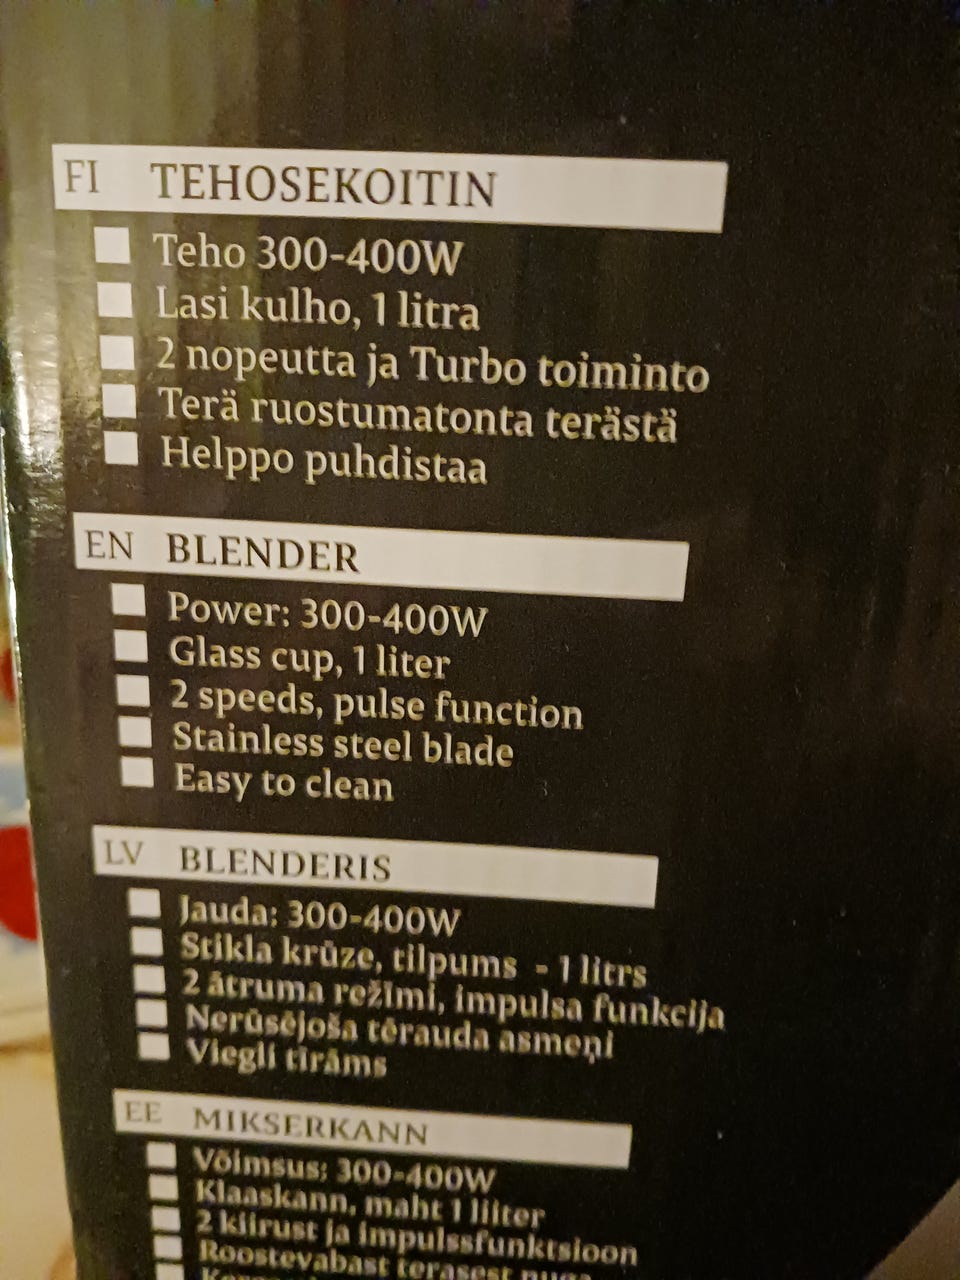 FI TEHOSEKOITIN
Teho 300-400W
Lasi kulho, 1 litra
2 nopeutta ja Turbo toiminto
Terä ruostumatonta terästä
Helppo puhdistaa
EN BLENDER
Power: 300-400W
Glass cup, 1 liter
2 speeds, pulse function
Stainless steel blade
Easy to clean
LV BLENDERIS
Jauda: 300-400W
Stikla krūze, tilpums - 1 litrs
2 ātruma režīmi, impulsa funkcija
Nerūsējoša tērauda asmeņi
Viegli tīrāms
EE MIKSERKANN
Võimsus: 300-400W
Klaaskann, maht 1 liiter
2 kiirust ja impulssfunktsioon
Roostevabast terasest